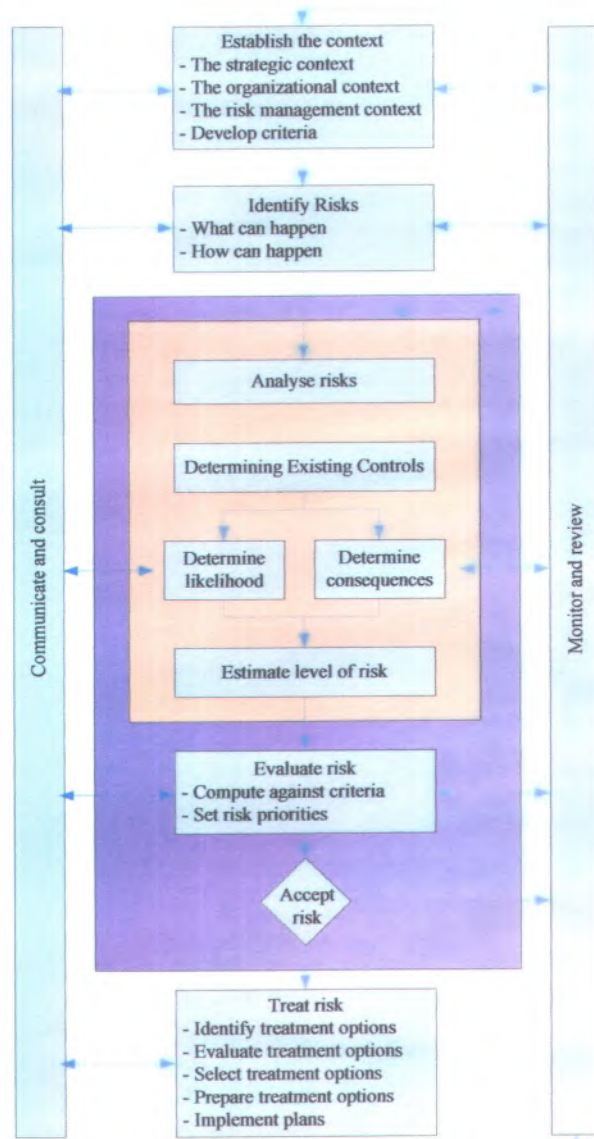 Establish the context
- The strategic context
- The organizational context
- The risk management context
- Develop criteria
Identify Risks
- What can happen
- How can happen
Analyse risks
Determining Existing Controls
Determine
likelihood
Determine
consequences
Estimate level of risk
Evaluate risk
- Compute against criteria
- Set risk priorities
Accept
risk
Treat risk
- Identify treatment options
- Evaluate treatment options
- Select treatment options
- Prepare treatment options
- Implement plans
Communicate and consult
Monitor and review